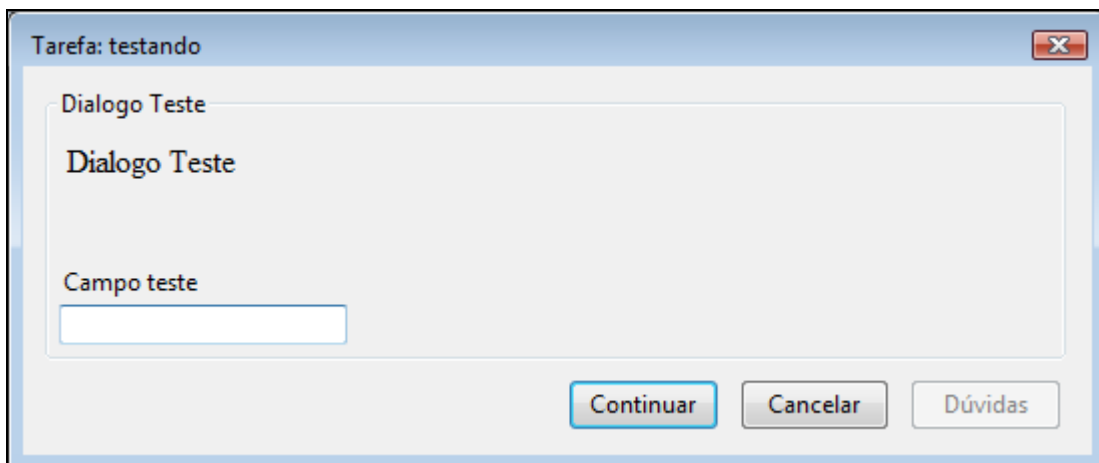 Tarefa: testando
Dialogo Teste
Dialogo Teste
Campo teste
Continuar Cancelar Dúvidas